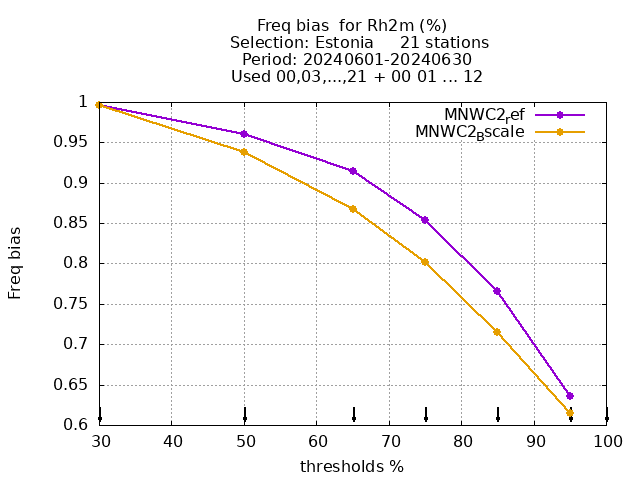 Freq bias  for Rh2m (%)
Selection: Estonia     21 stations
Period: 20240601-20240630
Used 00,03,...,21 + 00 01 ... 12
MNWC2ref
MNWC2Bscale
1
0.95
0.9
0.85
0.8
0.75
0.7
0.65
0.6
Freq bias
30 40 50 60 70 80 90 100
thresholds %